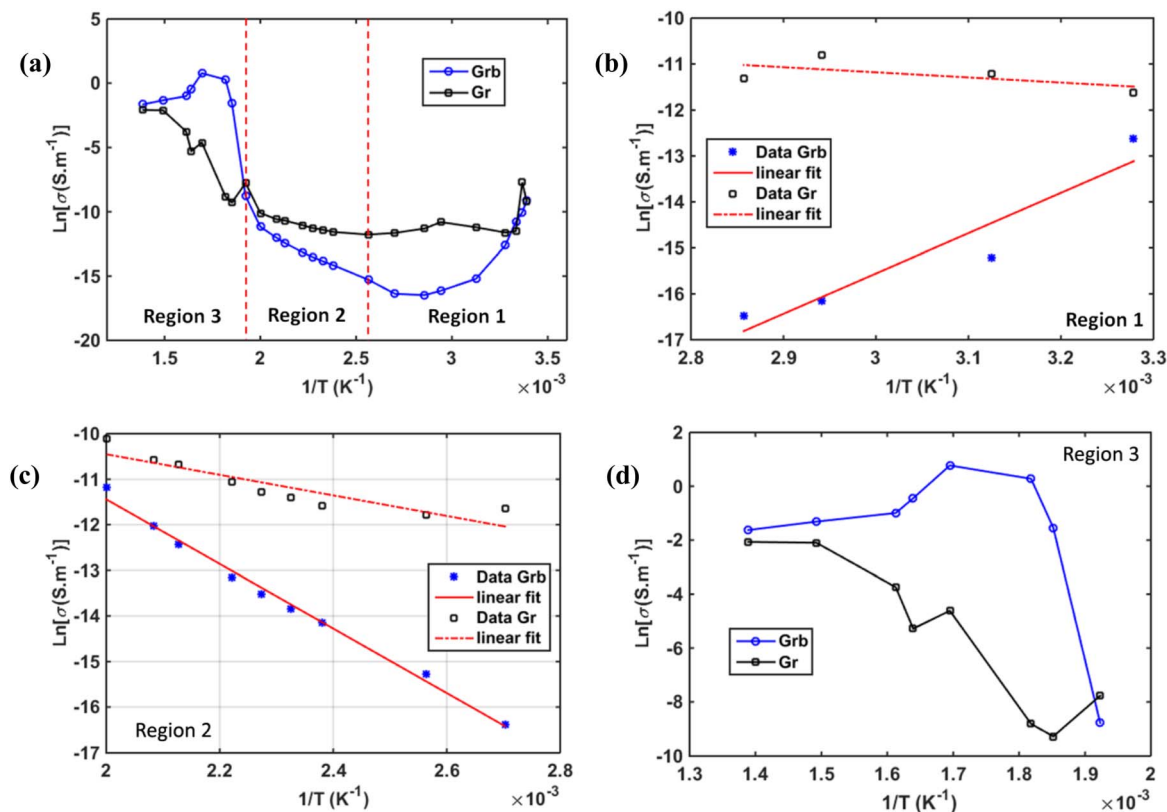 (a)
5
0
-5
-10
-15
-20
Ln[σ(S.m⁻¹)]
Grb
Gr
Region 3
Region 2
Region 1
1.5
2
2.5
3
3.5
1/T (K⁻¹)
×10⁻³
(b)
-10
-11
-12
-13
-14
-15
-16
-17
Ln[σ(S.m⁻¹)]
Data Grb
linear fit
Data Gr
linear fit
Region 1
2.8
2.9
3
3.1
3.2
3.3
1/T (K⁻¹)
×10⁻³
(c)
-10
-11
-12
-13
-14
-15
-16
-17
Ln[σ(S.m⁻¹)]
Data Grb
linear fit
Data Gr
linear fit
Region 2
2
2.2
2.4
2.6
2.8
1/T (K⁻¹)
×10⁻³
(d)
2
0
-2
-4
-6
-8
-10
Ln[σ(S.m⁻¹)]
Region 3
Grb
Gr
1.3
1.4
1.5
1.6
1.7
1.8
1.9
2
1/T (K⁻¹)
×10⁻³